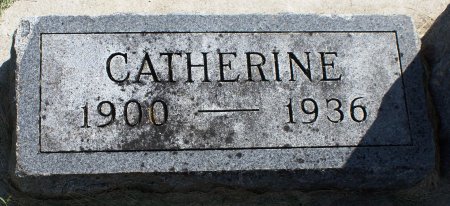 CATHERINE
1900 — 1936